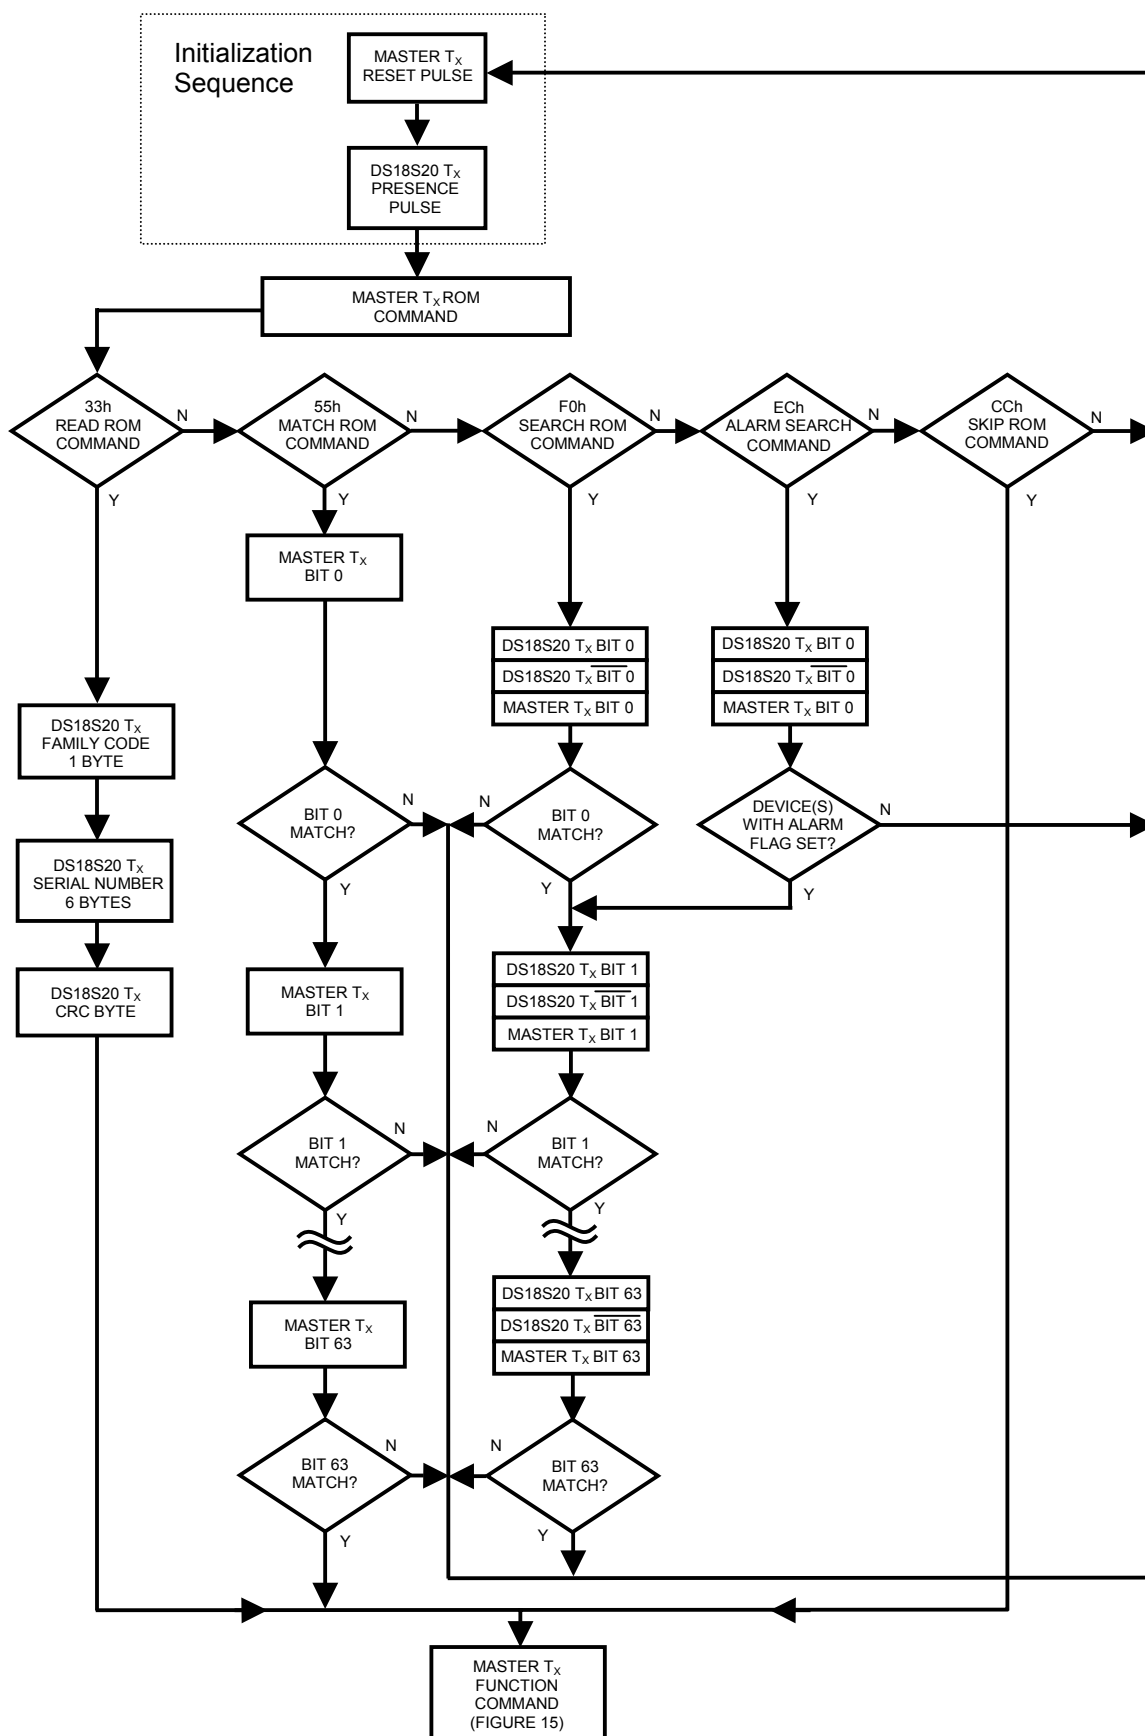 Initialization
Sequence
MASTER TX
RESET PULSE
DS18S20 TX
PRESENCE
PULSE
MASTER TX ROM
COMMAND
33h
READ ROM
COMMAND
N
Y
55h
MATCH ROM
COMMAND
N
Y
F0h
SEARCH ROM
COMMAND
N
Y
ECh
ALARM SEARCH
COMMAND
N
Y
CCh
SKIP ROM
COMMAND
N
Y
MASTER TX
BIT 0
DS18S20 TX BIT 0
DS18S20 TX BIT 0
MASTER TX BIT 0
DS18S20 TX BIT 0
DS18S20 TX BIT 0
MASTER TX BIT 0
DS18S20 TX
FAMILY CODE
1 BYTE
DS18S20 TX
SERIAL NUMBER
6 BYTES
DS18S20 TX
CRC BYTE
BIT 0
MATCH?
N
Y
N
BIT 0
MATCH?
Y
DEVICE(S)
WITH ALARM
FLAG SET?
N
Y
MASTER TX
BIT 1
DS18S20 TX BIT 1
DS18S20 TX BIT 1
MASTER TX BIT 1
BIT 1
MATCH?
N
Y
N
BIT 1
MATCH?
Y
MASTER TX
BIT 63
DS18S20 TX BIT 63
DS18S20 TX BIT 63
MASTER TX BIT 63
BIT 63
MATCH?
N
Y
N
BIT 63
MATCH?
Y
MASTER TX
FUNCTION
COMMAND
(FIGURE 15)